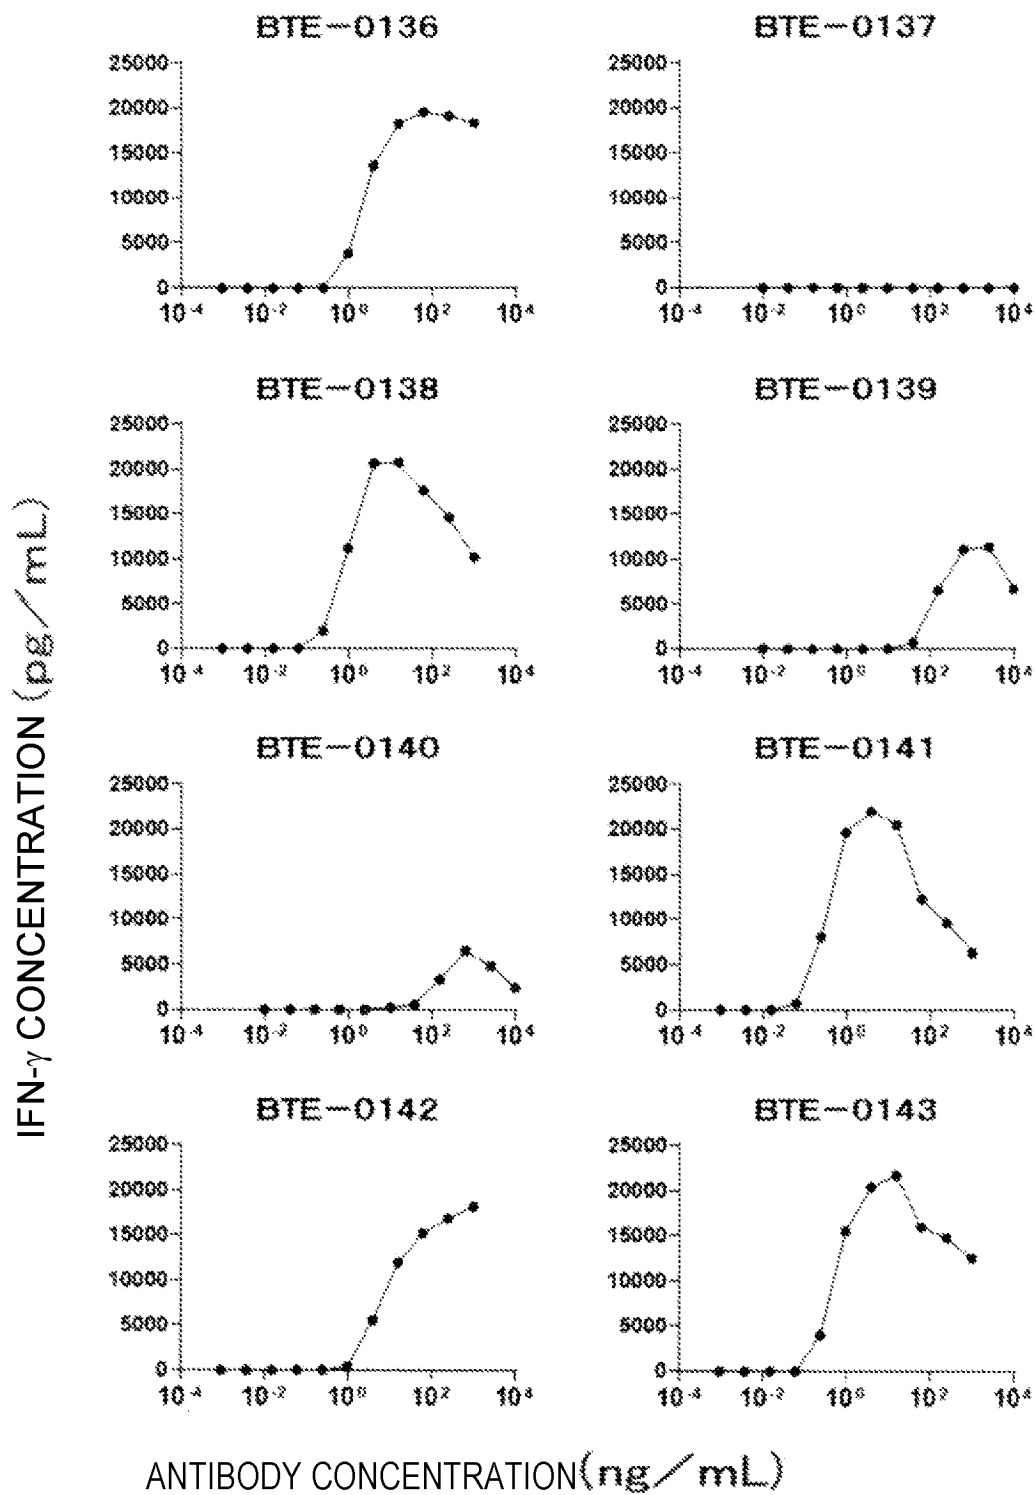 BTE-0136
25000
20000
15000
10000
5000
0
10⁻⁴ 10⁻² 10⁰ 10² 10⁴
BTE-0137
25000
20000
15000
10000
5000
0
10⁻⁴ 10⁻² 10⁰ 10² 10⁴
BTE-0138
25000
20000
15000
10000
5000
0
10⁻⁴ 10⁻² 10⁰ 10² 10⁴
BTE-0139
25000
20000
15000
10000
5000
0
10⁻⁴ 10⁻² 10⁰ 10² 10⁴
BTE-0140
25000
20000
15000
10000
5000
0
10⁻⁴ 10⁻² 10⁰ 10² 10⁴
BTE-0141
25000
20000
15000
10000
5000
0
10⁻⁴ 10⁻² 10⁰ 10² 10⁴
BTE-0142
25000
20000
15000
10000
5000
0
10⁻⁴ 10⁻² 10⁰ 10² 10⁴
BTE-0143
25000
20000
15000
10000
5000
0
10⁻⁴ 10⁻² 10⁰ 10² 10⁴
IFN-γ CONCENTRATION (pg/mL)
ANTIBODY CONCENTRATION (ng/mL)